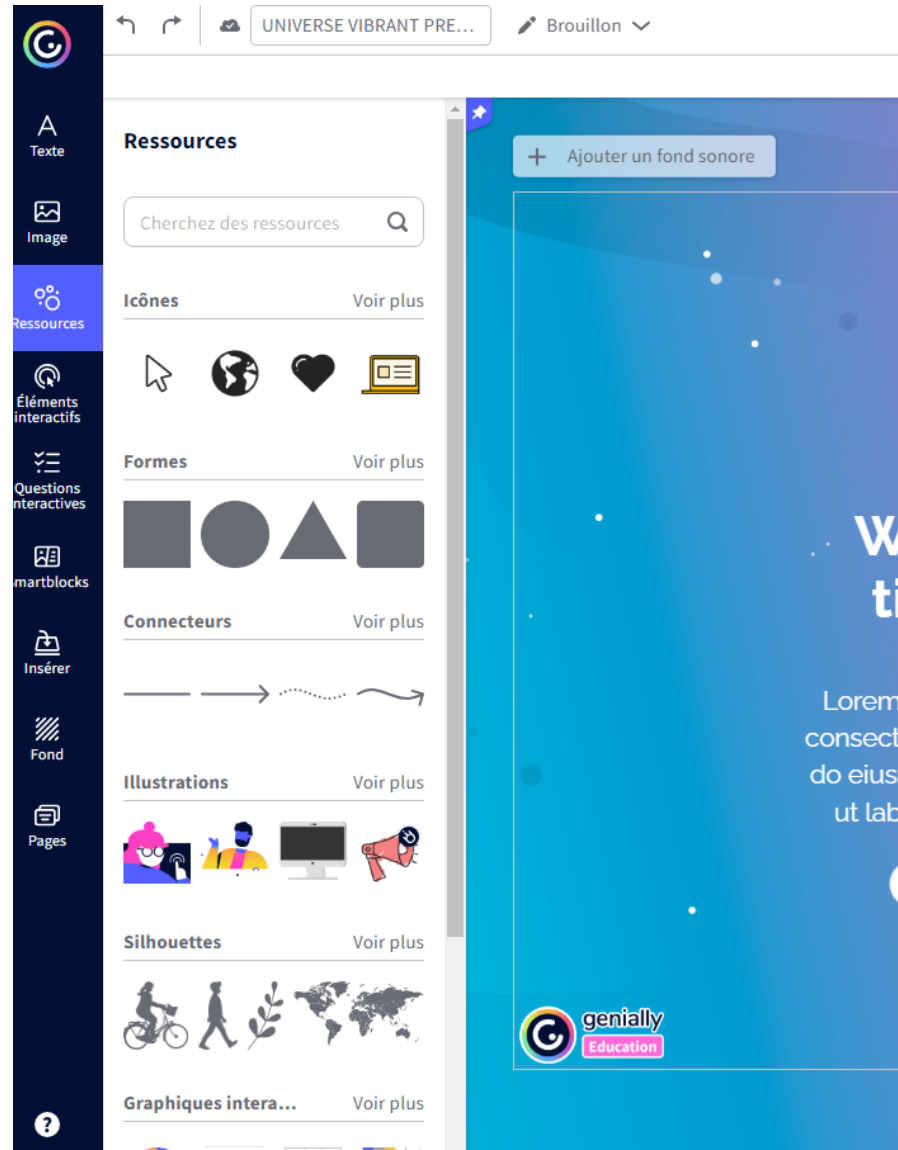 UNIVERSE VIBRANT PRE...
Brouillon
Texte
Image
Ressources
Éléments
interactifs
Questions
nteractives
martblocks
Insérer
Fond
Pages
?
Ressources
Cherchez des ressources
Icônes Voir plus
Formes Voir plus
Connecteurs Voir plus
Illustrations Voir plus
Silhouettes Voir plus
Graphiques intera... Voir plus
+ Ajouter un fond sonore
W
ti
Lorem
consect
do eius
ut lab
genially
Education